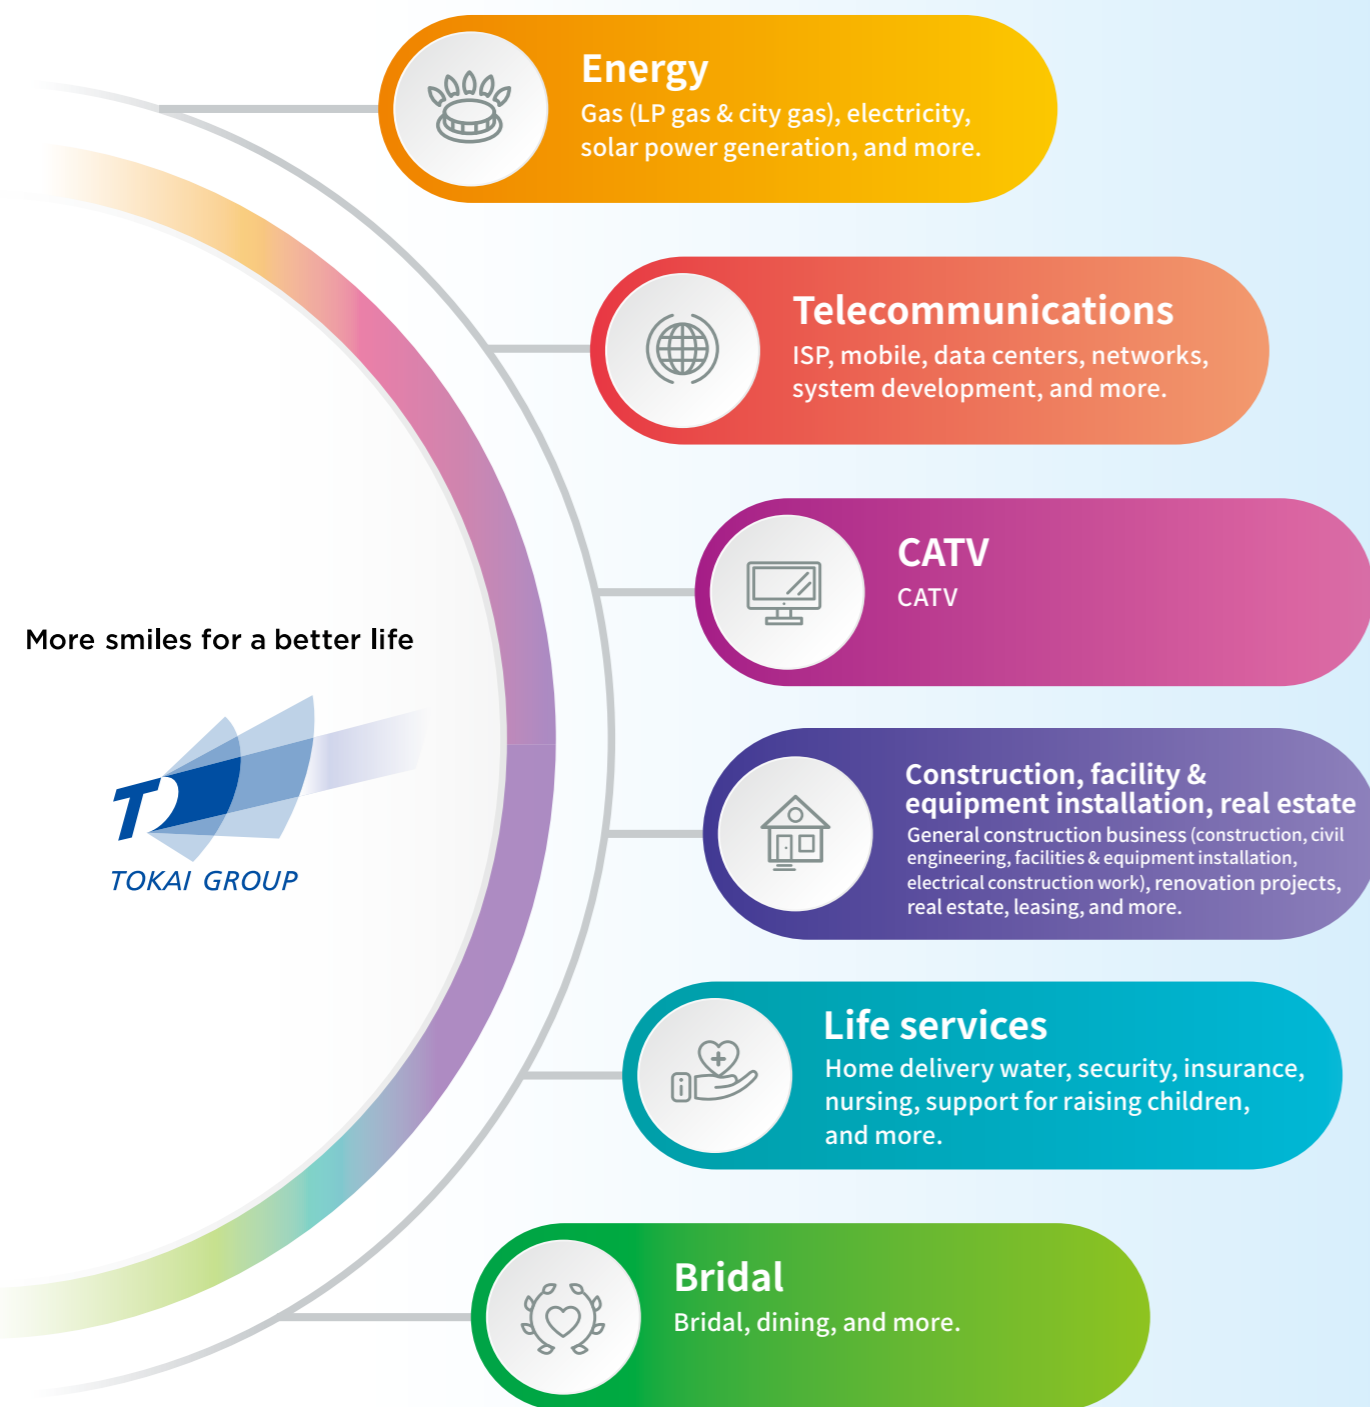 Energy
Gas (LP gas & city gas), electricity,
solar power generation, and more.
Telecommunications
ISP, mobile, data centers, networks,
system development, and more.
CATV
CATV
More smiles for a better life
T
TOKAI GROUP
Construction, facility &
equipment installation, real estate
General construction business (construction, civil
engineering, facilities & equipment installation,
electrical construction work), renovation projects,
real estate, leasing, and more.
Life services
Home delivery water, security, insurance,
nursing, support for raising children,
and more.
Bridal
Bridal, dining, and more.